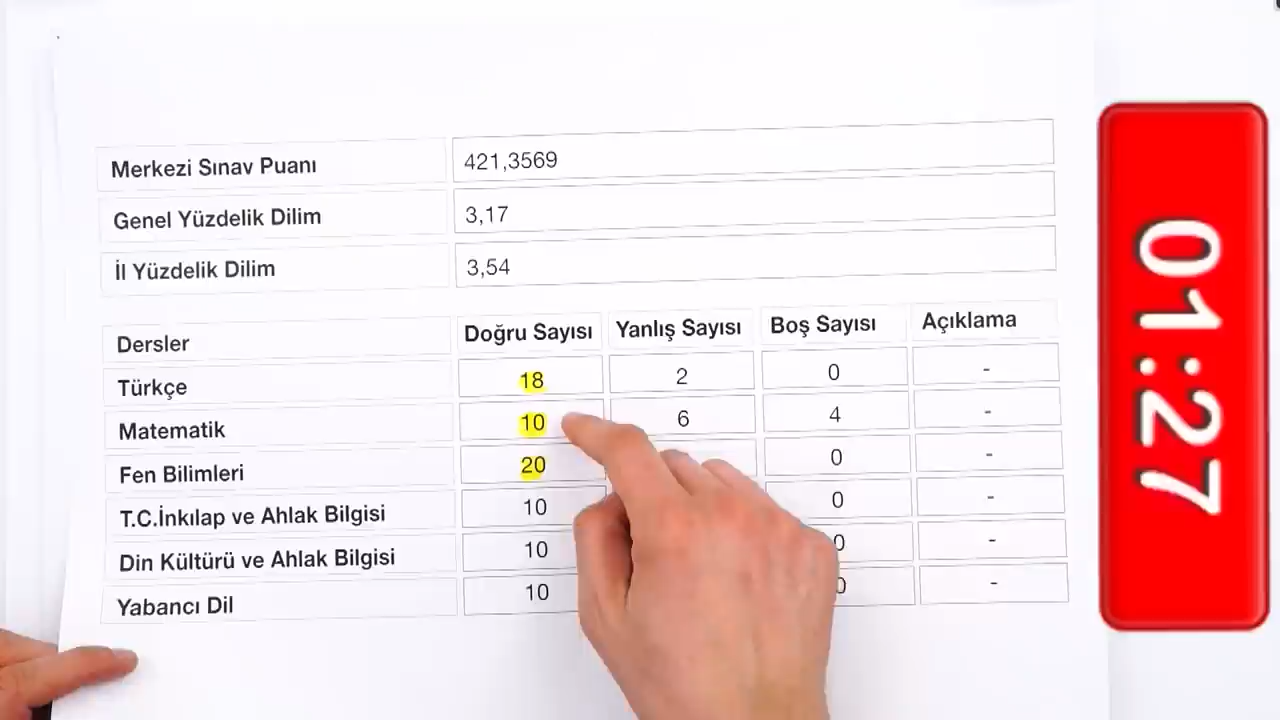 Merkezi Sınav Puanı 421,3569
Genel Yüzdelik Dilim 3,17
İl Yüzdelik Dilim 3,54
Dersler Doğru Sayısı Yanlış Sayısı Boş Sayısı Açıklama
Türkçe 18 2 0 -
Matematik 10 6 4 -
Fen Bilimleri 20 0 -
T.C.İnkılap ve Ahlak Bilgisi 10 0 -
Din Kültürü ve Ahlak Bilgisi 10 0 -
Yabancı Dil 10 0 -
01:27